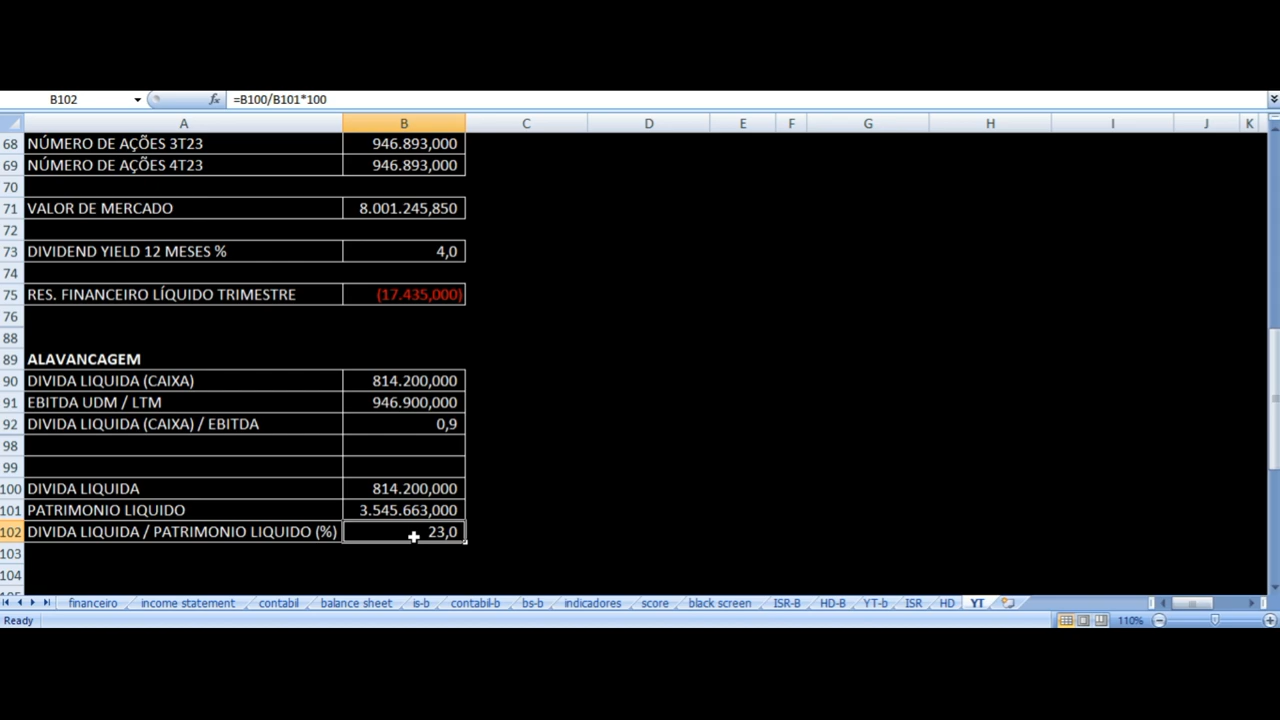 B102 fx =B100/B101*100
A B C D E F G H I J K
68 NÚMERO DE AÇÕES 3T23 946.893,000
69 NÚMERO DE AÇÕES 4T23 946.893,000
70
71 VALOR DE MERCADO 8.001.245,850
72
73 DIVIDEND YIELD 12 MESES % 4,0
74
75 RES. FINANCEIRO LÍQUIDO TRIMESTRE (17.435,000)
76
88
89 ALAVANCAGEM
90 DIVIDA LIQUIDA (CAIXA) 814.200,000
91 EBITDA UDM / LTM 946.900,000
92 DIVIDA LIQUIDA (CAIXA) / EBITDA 0,9
98
99
100 DIVIDA LIQUIDA 814.200,000
101 PATRIMONIO LIQUIDO 3.545.663,000
102 DIVIDA LIQUIDA / PATRIMONIO LIQUIDO (%) 23,0
103
104
financeiro income statement contabil balance sheet is-b contabil-b bs-b indicadores score black screen ISR-B HD-B YT-b ISR HD YT
Ready 110%